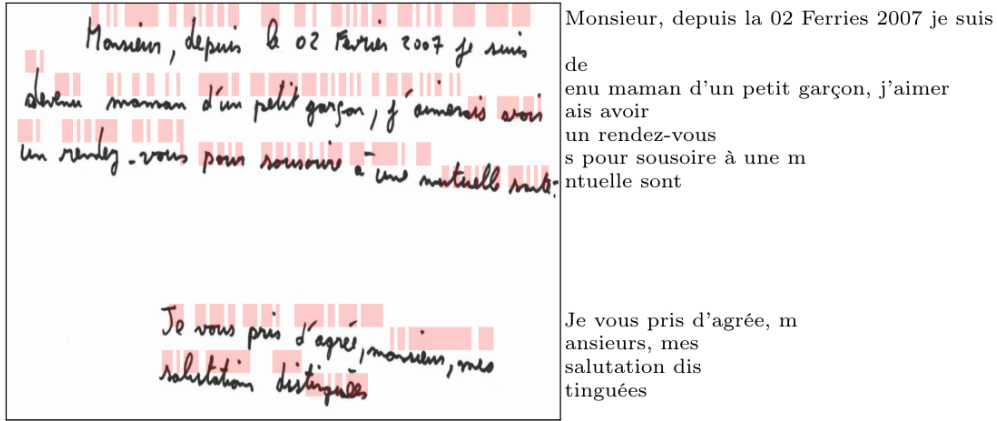 Monsieur, depuis la 02 Fevrier 2007 je suis
devenu maman d'un petit garçon, j'aimerais avoir
un rendez-vous pour sousoire à une mutuelle sante.
Je vous pris d'agrée, monsieur, mes
salutation distinguées
Monsieur, depuis la 02 Ferries 2007 je suis
de
enu maman d'un petit garçon, j'aimer
ais avoir
un rendez-vous
s pour sousoire à une m
ntuelle sont
Je vous pris d'agrée, m
ansieurs, mes
salutation dis
tinguées